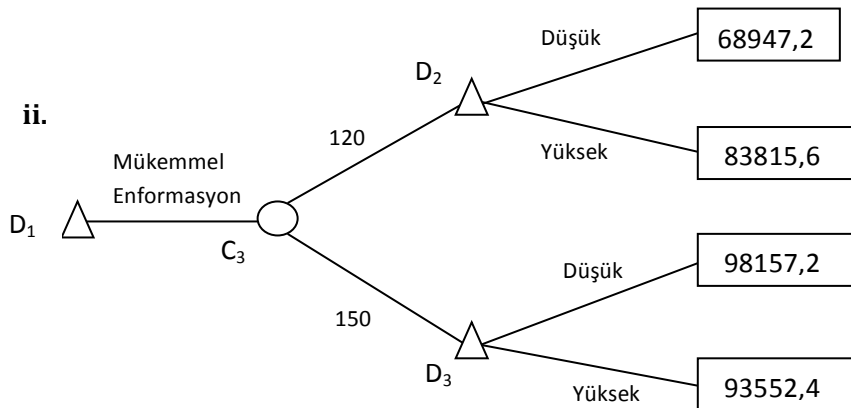 Düşük
68947,2
D₂
ii.
120
Yüksek
83815,6
Mükemmel
Enformasyon
D₁
C₃
Düşük
98157,2
150
D₃
Yüksek
93552,4